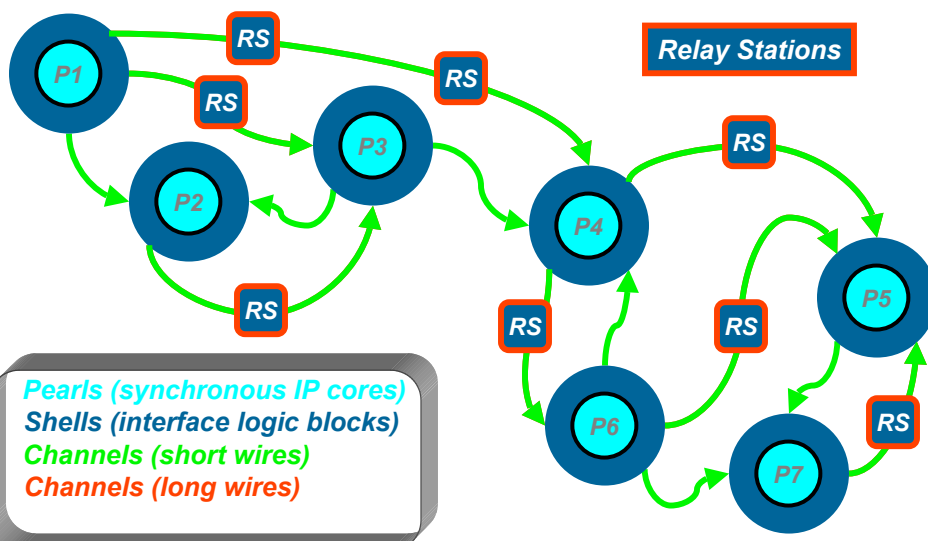 RS
Relay Stations
P1
RS
RS
P3
RS
P2
P4
P5
RS
RS
RS
Pearls (synchronous IP cores)
Shells (interface logic blocks)
Channels (short wires)
Channels (long wires)
P6
RS
P7